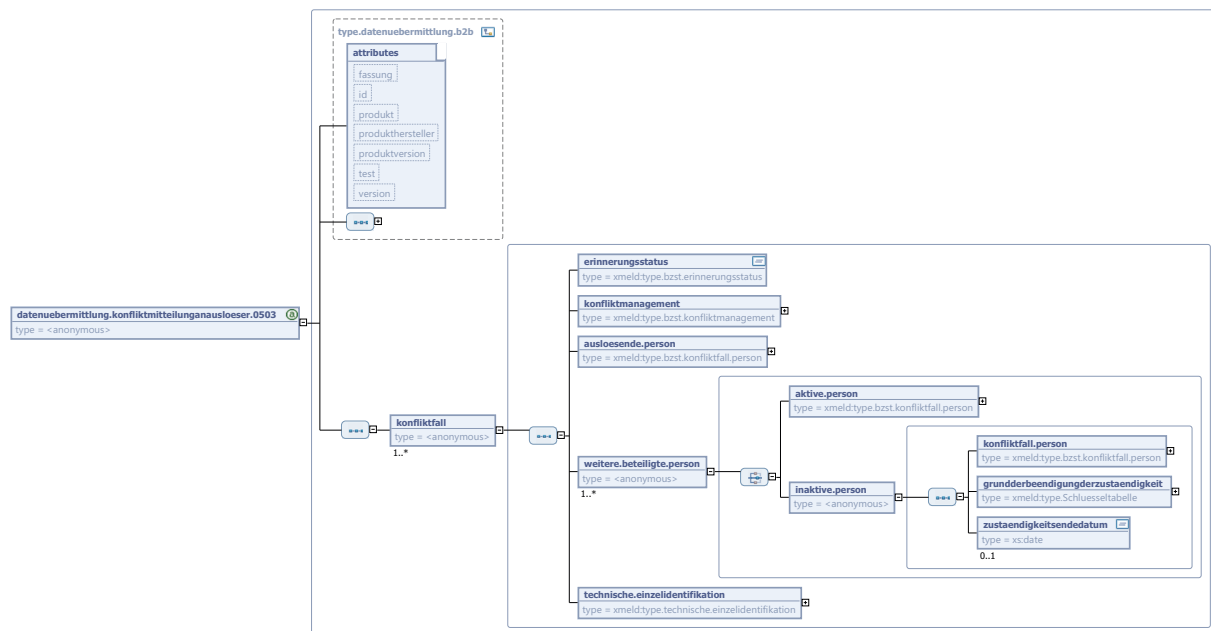 type.datenuebermittlung.b2b
attributes
fassung
id
produkt
produkthersteller
produktversion
test
version
datenuebermittlung.konfliktmitteilunganausloeser.0503
type = <anonymous>
konfliktfall
type = <anonymous>
1..*
erinnerungsstatus
type = xmeld:type.bzst.erinnerungsstatus
konfliktmanagement
type = xmeld:type.bzst.konfliktmanagement
ausloesende.person
type = xmeld:type.bzst.konfliktfall.person
weitere.beteiligte.person
type = <anonymous>
1..*
aktive.person
type = xmeld:type.bzst.konfliktfall.person
inaktive.person
type = <anonymous>
konfliktfall.person
type = xmeld:type.bzst.konfliktfall.person
grundderbeendigungderzustaendigkeit
type = xmeld:type.Schluesseltabelle
zustaendigkeitsendedatum
type = xs:date
0..1
technische.einzelidentifikation
type = xmeld:type.technische.einzelidentifikation